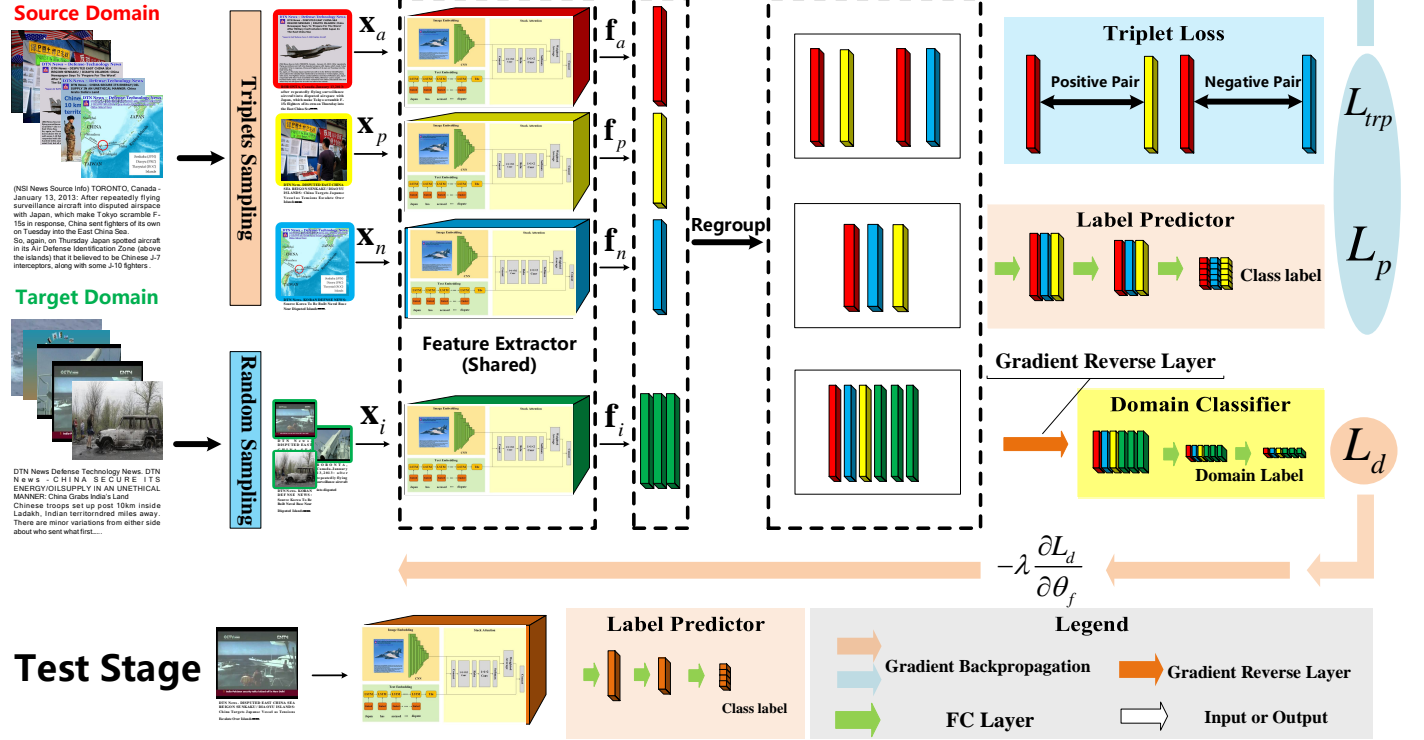 Source Domain
(NSI News Source Info) TORONTO, Canada -
January 13, 2013: After repeatedly flying
surveillance aircraft into disputed airspace
with Japan, which make Tokyo scramble F-
15s in response, China sent fighters of its own
on Tuesday into the East China Sea.
So, again, on Thursday Japan spotted aircraft
in its Air Defense Identification Zone (above
the islands) that it believed to be Chinese J-7
interceptors, along with some J-10 fighters .
Target Domain
DTN News Defense Technology News. DTN
News - CHINA SECURE ITS
ENERGY/OILSUPPLY IN AN UNETHICAL
MANNER: China Grabs India's Land
Chinese troops set up post 10km inside
Ladakh, Indian territorndred miles away.
There are minor variations from either side
about who sent what first......
Triplets Sampling
Random Sampling
x_a
x_p
x_n
x_i
Feature Extractor
(Shared)
f_a
f_p
f_n
f_i
Regroup
Triplet Loss
Positive Pair
Negative Pair
L_trp
Label Predictor
Class label
L_p
Gradient Reverse Layer
Domain Classifier
Domain Label
L_d
-λ ∂L_d/∂θ_f
Test Stage
Image Embedding
Stack Attention
CNN
Text Embedding
Label Predictor
Class label
Legend
Gradient Backpropagation
Gradient Reverse Layer
FC Layer
Input or Output